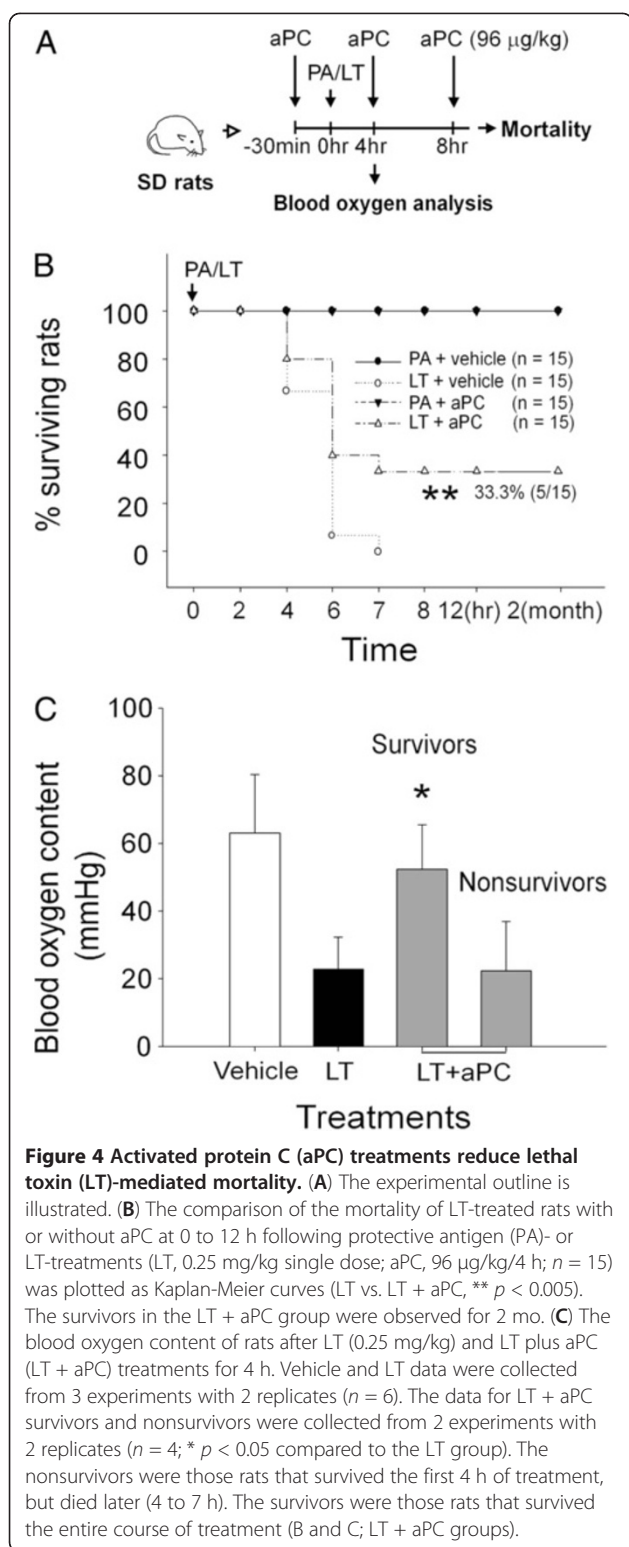 A
aPC aPC aPC (96 µg/kg)
PA/LT
-30min 0hr 4hr 8hr
Mortality
SD rats
Blood oxygen analysis
B
PA/LT
% surviving rats
100
80
60
40
20
0
PA + vehicle (n = 15)
LT + vehicle (n = 15)
PA + aPC (n = 15)
LT + aPC (n = 15)
** 33.3% (5/15)
0 2 4 6 7 8 12(hr) 2(month)
Time
C
Blood oxygen content
(mmHg)
100
80
60
40
20
0
Survivors
*
Nonsurvivors
Vehicle LT LT+aPC
Treatments
Figure 4 Activated protein C (aPC) treatments reduce lethal
toxin (LT)-mediated mortality. (A) The experimental outline is
illustrated. (B) The comparison of the mortality of LT-treated rats with
or without aPC at 0 to 12 h following protective antigen (PA)- or
LT-treatments (LT, 0.25 mg/kg single dose; aPC, 96 µg/kg/4 h; n = 15)
was plotted as Kaplan-Meier curves (LT vs. LT + aPC, ** p < 0.005).
The survivors in the LT + aPC group were observed for 2 mo. (C) The
blood oxygen content of rats after LT (0.25 mg/kg) and LT plus aPC
(LT + aPC) treatments for 4 h. Vehicle and LT data were collected
from 3 experiments with 2 replicates (n = 6). The data for LT + aPC
survivors and nonsurvivors were collected from 2 experiments with
2 replicates (n = 4; * p < 0.05 compared to the LT group). The
nonsurvivors were those rats that survived the first 4 h of treatment,
but died later (4 to 7 h). The survivors were those rats that survived
the entire course of treatment (B and C; LT + aPC groups).